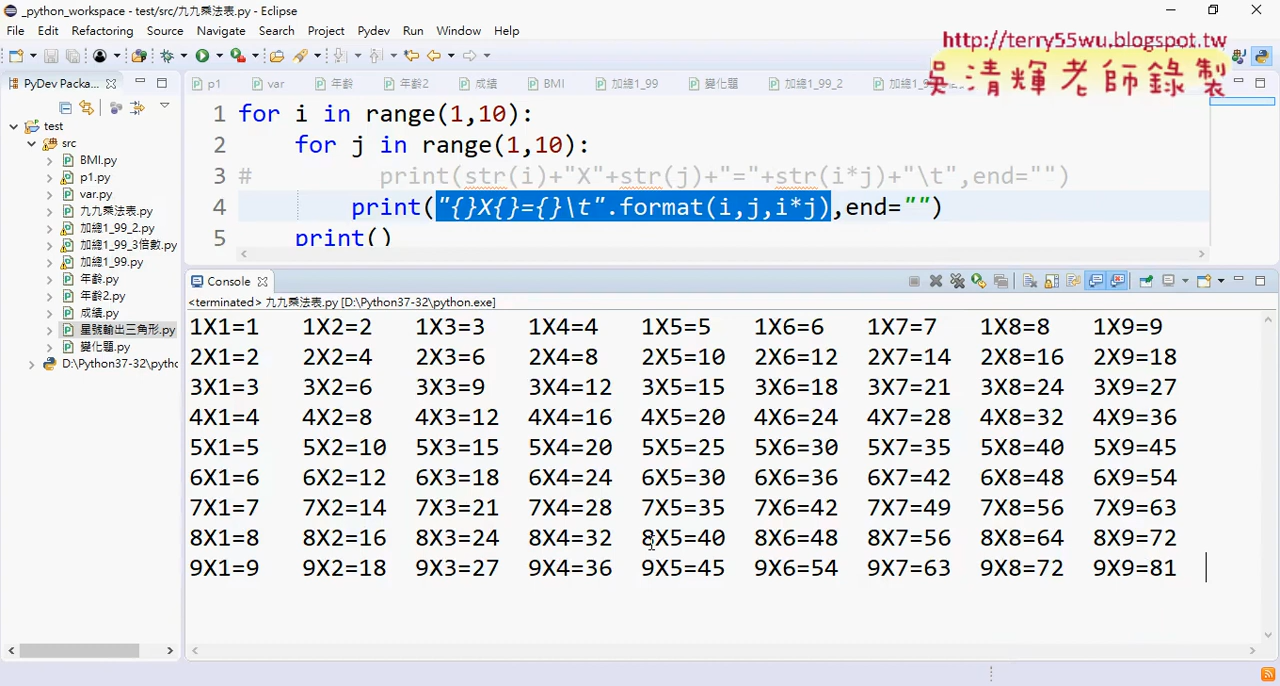 _python_workspace - test/src/九九乘法表.py - Eclipse
File Edit Refactoring Source Navigate Search Project Pydev Run Window Help
http://terry55wu.blogspot.tw
吳清輝老師錄製
PyDev Packa...
p1 var 年齡 年齡2 成績 BMI 加總1_99 變化題 加總1_99_2
test
src
BMI.py
p1.py
var.py
九九乘法表.py
加總1_99_2.py
加總1_99_3倍數.py
加總1_99.py
年齡.py
年齡2.py
成績.py
星號輸出三角形.py
變化題.py
D:\Python37-32\pythc
1 for i in range(1,10):
2 for j in range(1,10):
3 # print(str(i)+"X"+str(j)+"="+str(i*j)+"\t",end="")
4 print("{}X{}={}\t".format(i,j,i*j),end="")
5 print()
Console
<terminated> 九九乘法表.py [D:\Python37-32\python.exe]
1X1=1 1X2=2 1X3=3 1X4=4 1X5=5 1X6=6 1X7=7 1X8=8 1X9=9
2X1=2 2X2=4 2X3=6 2X4=8 2X5=10 2X6=12 2X7=14 2X8=16 2X9=18
3X1=3 3X2=6 3X3=9 3X4=12 3X5=15 3X6=18 3X7=21 3X8=24 3X9=27
4X1=4 4X2=8 4X3=12 4X4=16 4X5=20 4X6=24 4X7=28 4X8=32 4X9=36
5X1=5 5X2=10 5X3=15 5X4=20 5X5=25 5X6=30 5X7=35 5X8=40 5X9=45
6X1=6 6X2=12 6X3=18 6X4=24 6X5=30 6X6=36 6X7=42 6X8=48 6X9=54
7X1=7 7X2=14 7X3=21 7X4=28 7X5=35 7X6=42 7X7=49 7X8=56 7X9=63
8X1=8 8X2=16 8X3=24 8X4=32 8X5=40 8X6=48 8X7=56 8X8=64 8X9=72
9X1=9 9X2=18 9X3=27 9X4=36 9X5=45 9X6=54 9X7=63 9X8=72 9X9=81